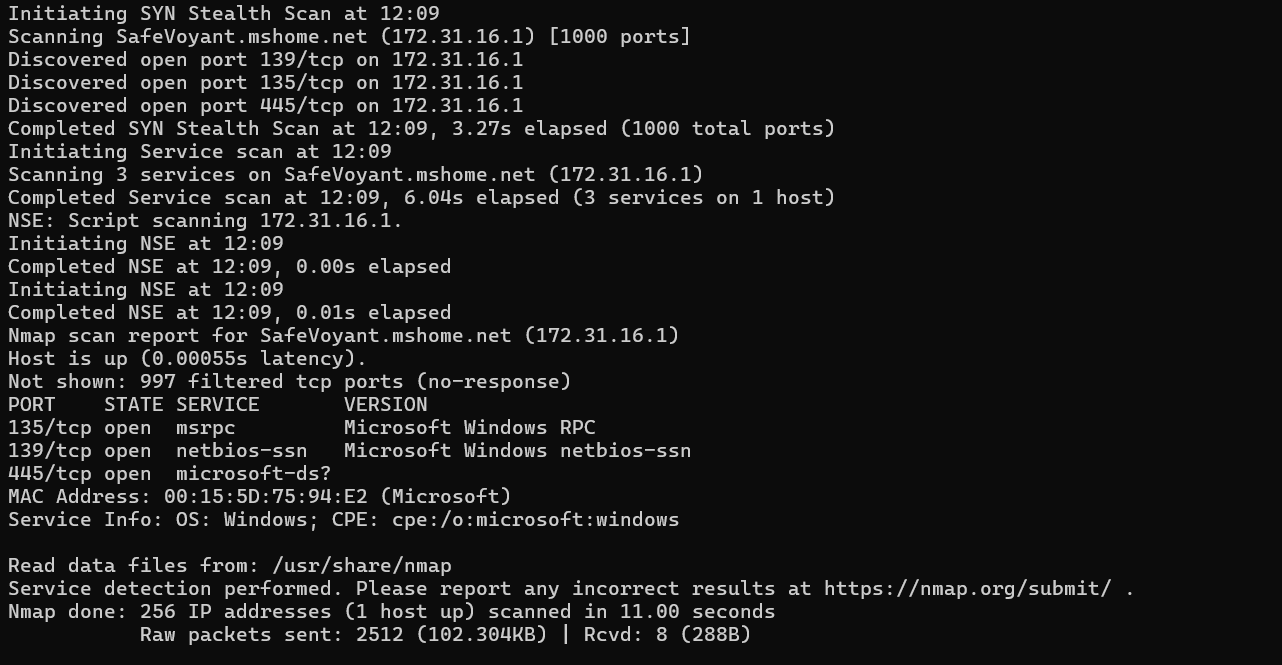 Initiating SYN Stealth Scan at 12:09
Scanning SafeVoyant.mshome.net (172.31.16.1) [1000 ports]
Discovered open port 139/tcp on 172.31.16.1
Discovered open port 135/tcp on 172.31.16.1
Discovered open port 445/tcp on 172.31.16.1
Completed SYN Stealth Scan at 12:09, 3.27s elapsed (1000 total ports)
Initiating Service scan at 12:09
Scanning 3 services on SafeVoyant.mshome.net (172.31.16.1)
Completed Service scan at 12:09, 6.04s elapsed (3 services on 1 host)
NSE: Script scanning 172.31.16.1.
Initiating NSE at 12:09
Completed NSE at 12:09, 0.00s elapsed
Initiating NSE at 12:09
Completed NSE at 12:09, 0.01s elapsed
Nmap scan report for SafeVoyant.mshome.net (172.31.16.1)
Host is up (0.00055s latency).
Not shown: 997 filtered tcp ports (no-response)
PORT    STATE SERVICE       VERSION
135/tcp open  msrpc         Microsoft Windows RPC
139/tcp open  netbios-ssn   Microsoft Windows netbios-ssn
445/tcp open  microsoft-ds?
MAC Address: 00:15:5D:75:94:E2 (Microsoft)
Service Info: OS: Windows; CPE: cpe:/o:microsoft:windows

Read data files from: /usr/share/nmap
Service detection performed. Please report any incorrect results at https://nmap.org/submit/ .
Nmap done: 256 IP addresses (1 host up) scanned in 11.00 seconds
           Raw packets sent: 2512 (102.304KB) | Rcvd: 8 (288B)